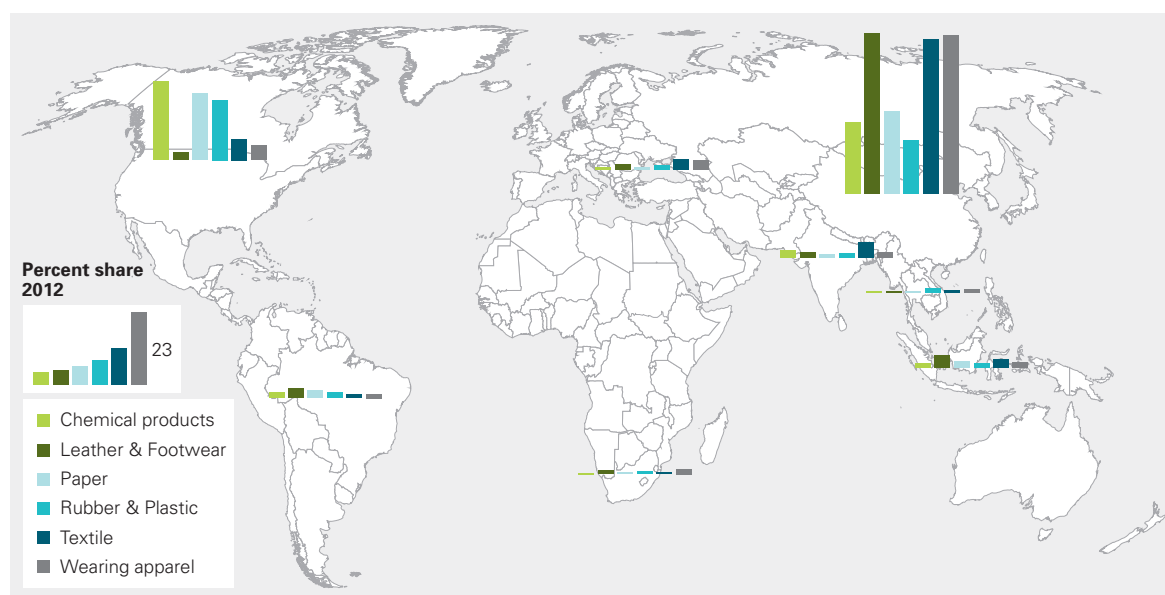 Percent share
2012
23
Chemical products
Leather & Footwear
Paper
Rubber & Plastic
Textile
Wearing apparel